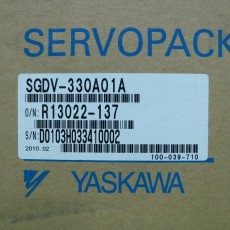 SERVOPACK
SGDV-330A01A
O/N: R13022-137
S/N: D0103H033410002
2010.02
100-039-710
YASKAWA